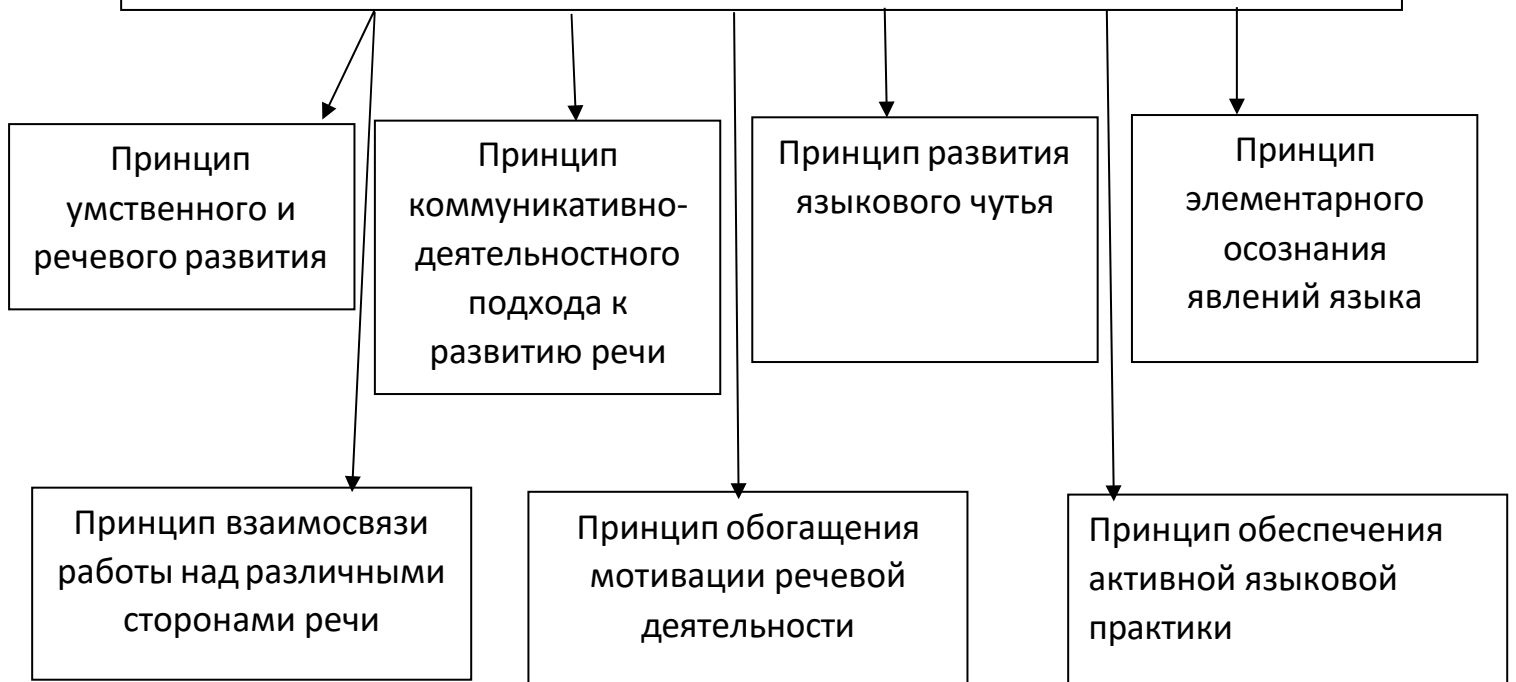 Принцип
умственного и
речевого развития
Принцип
коммуникативно-
деятельностного
подхода к
развитию речи
Принцип развития
языкового чутья
Принцип
элементарного
осознания
явлений языка
Принцип взаимосвязи
работы над различными
сторонами речи
Принцип обогащения
мотивации речевой
деятельности
Принцип обеспечения
активной языковой
практики